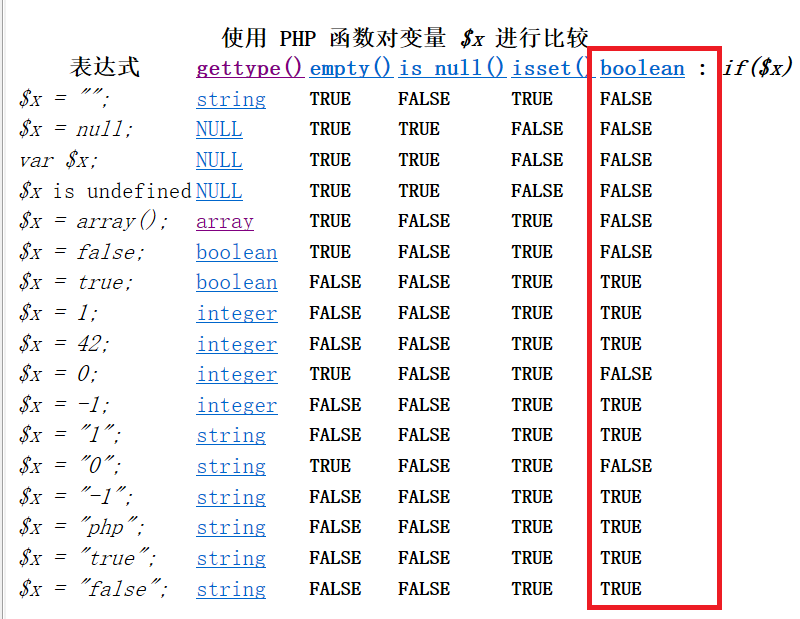 使用 PHP 函数对变量 $x 进行比较
表达式 gettype() empty() is null() isset() boolean : if($x)
$x = ""; string TRUE FALSE TRUE FALSE
$x = null; NULL TRUE TRUE FALSE FALSE
var $x; NULL TRUE TRUE FALSE FALSE
$x is undefined NULL TRUE TRUE FALSE FALSE
$x = array(); array TRUE FALSE TRUE FALSE
$x = false; boolean TRUE FALSE TRUE FALSE
$x = true; boolean FALSE FALSE TRUE TRUE
$x = 1; integer FALSE FALSE TRUE TRUE
$x = 42; integer FALSE FALSE TRUE TRUE
$x = 0; integer TRUE FALSE TRUE FALSE
$x = -1; integer FALSE FALSE TRUE TRUE
$x = "1"; string FALSE FALSE TRUE TRUE
$x = "0"; string TRUE FALSE TRUE FALSE
$x = "-1"; string FALSE FALSE TRUE TRUE
$x = "php"; string FALSE FALSE TRUE TRUE
$x = "true"; string FALSE FALSE TRUE TRUE
$x = "false"; string FALSE FALSE TRUE TRUE